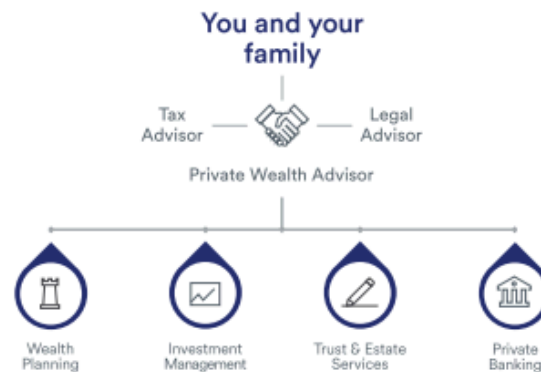 You and your
family
Tax
Advisor
Legal
Advisor
Private Wealth Advisor
Wealth
Planning
Investment
Management
Trust & Estate
Services
Private
Banking